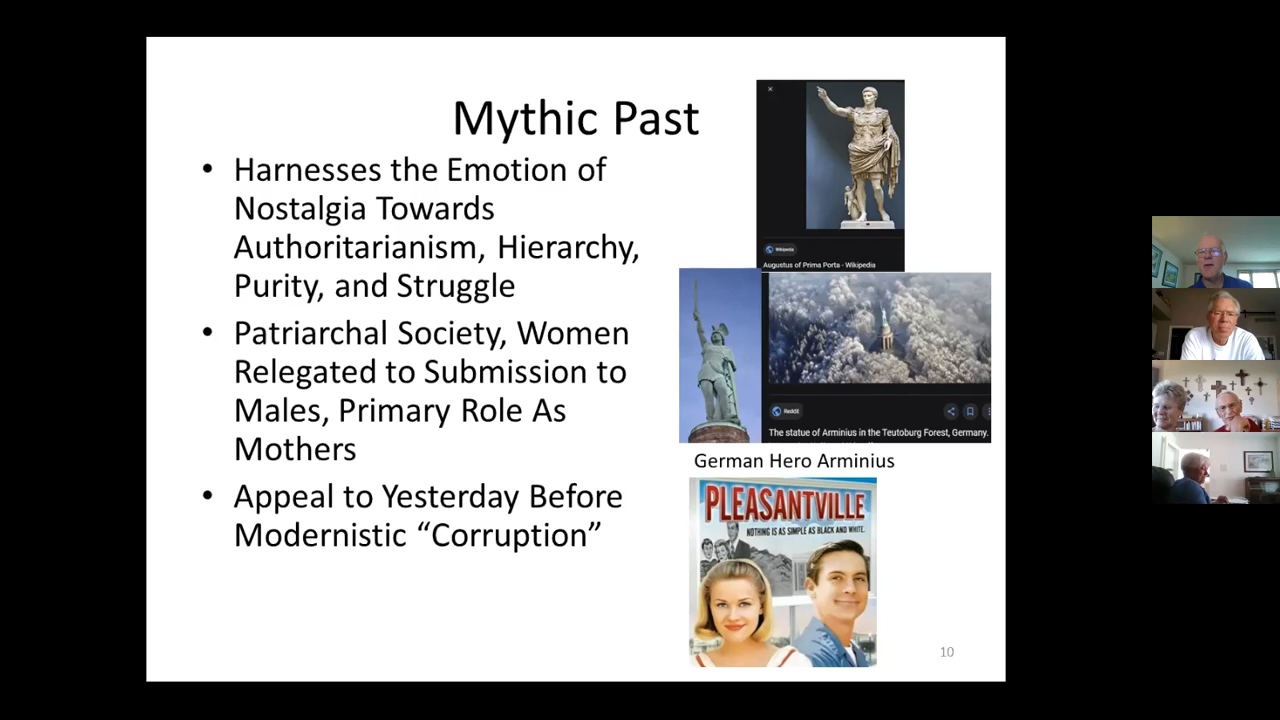 Mythic Past
• Harnesses the Emotion of
Nostalgia Towards
Authoritarianism, Hierarchy,
Purity, and Struggle
• Patriarchal Society, Women
Relegated to Submission to
Males, Primary Role As
Mothers
• Appeal to Yesterday Before
Modernistic “Corruption”
Wikipedia
Augustus of Prima Porta - Wikipedia
Reddit
The statue of Arminius in the Teutoburg Forest, Germany.
German Hero Arminius
PLEASANTVILLE
NOTHING IS AS SIMPLE AS BLACK AND WHITE.
10